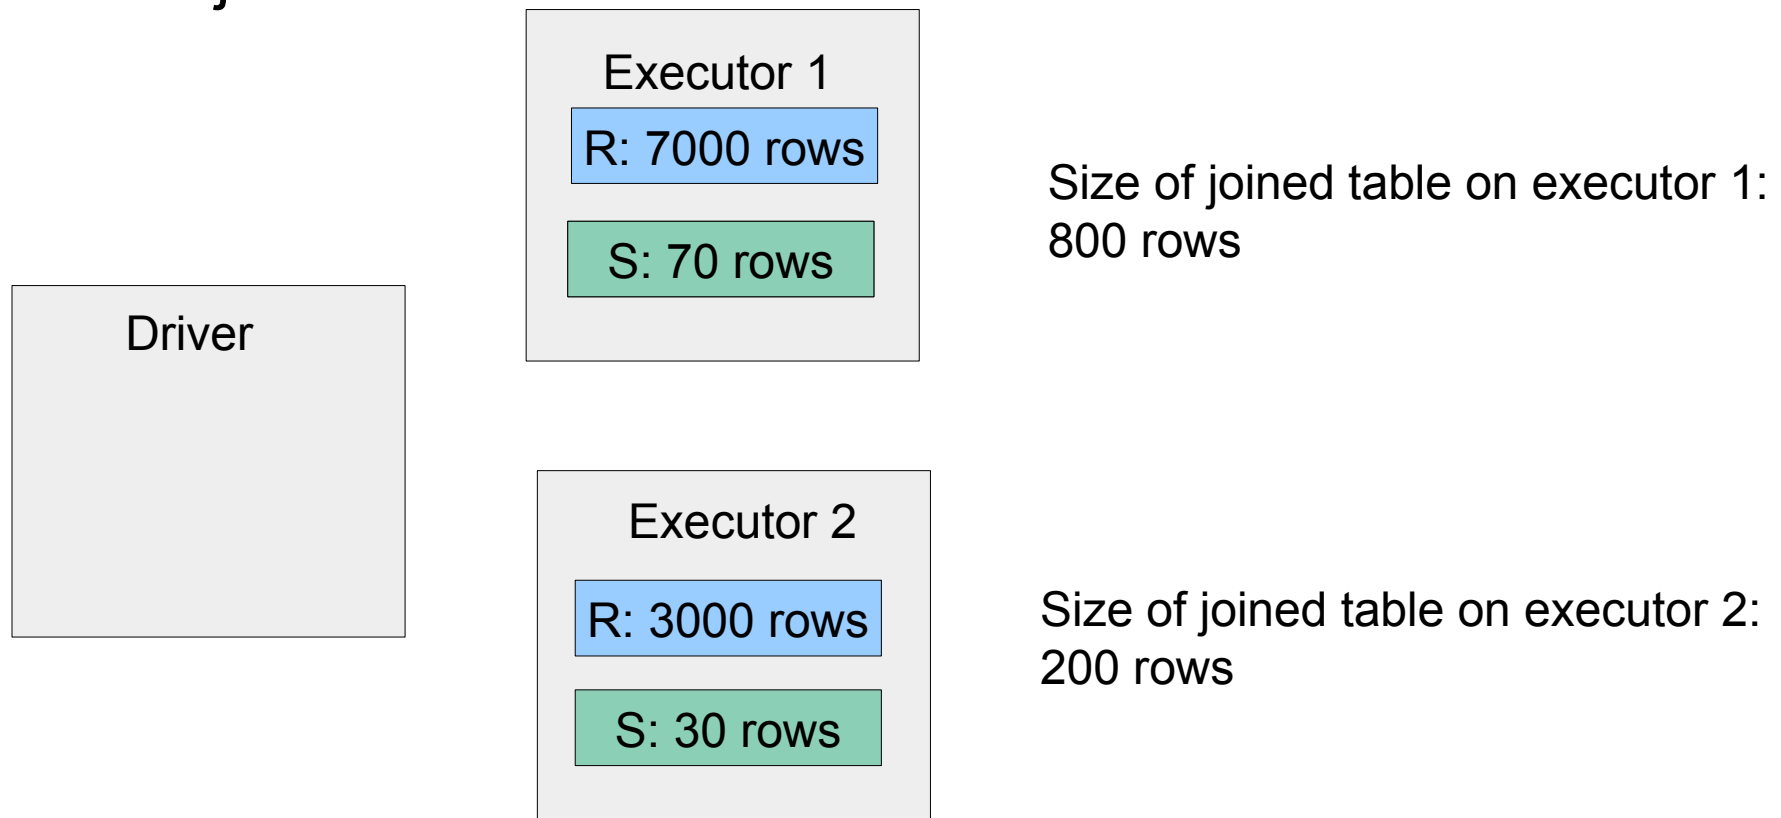 Executor 1
R: 7000 rows
S: 70 rows
Size of joined table on executor 1:
800 rows
Driver
Executor 2
R: 3000 rows
S: 30 rows
Size of joined table on executor 2:
200 rows